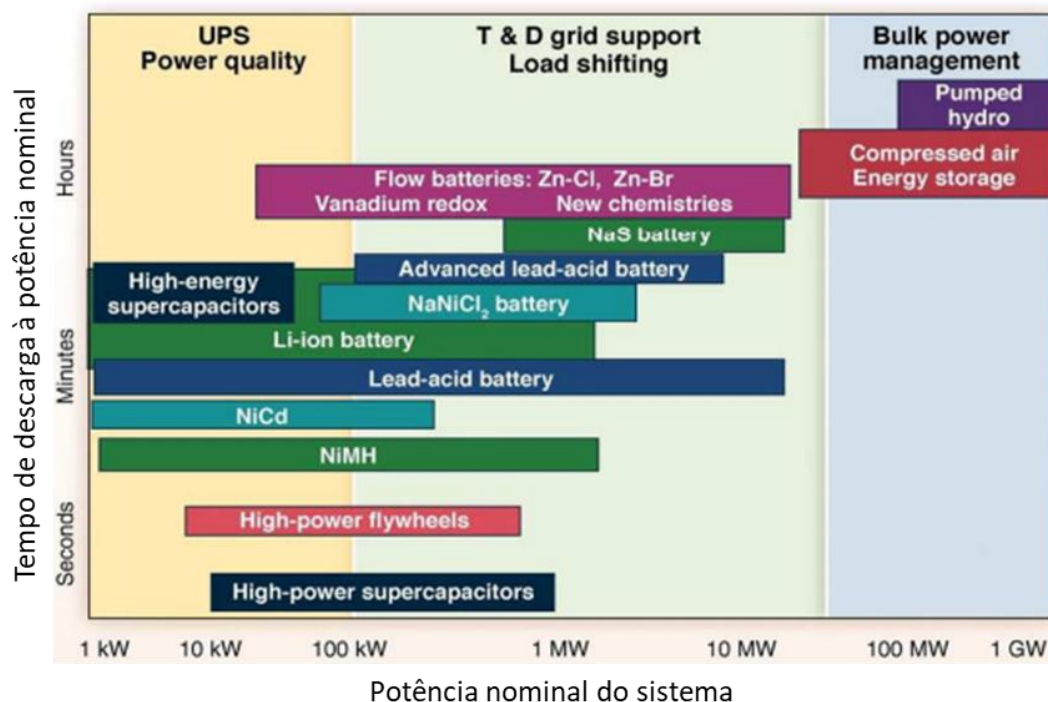 UPS
Power quality
T & D grid support
Load shifting
Bulk power
management
Pumped
hydro
Compressed air
Energy storage
Flow batteries: Zn-Cl, Zn-Br
Vanadium redox New chemistries
NaS battery
Advanced lead-acid battery
High-energy
supercapacitors
NaNiCl₂ battery
Li-ion battery
Lead-acid battery
NiCd
NiMH
High-power flywheels
High-power supercapacitors
Tempo de descarga à potência nominal
Hours
Minutes
Seconds
1 kW 10 kW 100 kW 1 MW 10 MW 100 MW 1 GW
Potência nominal do sistema